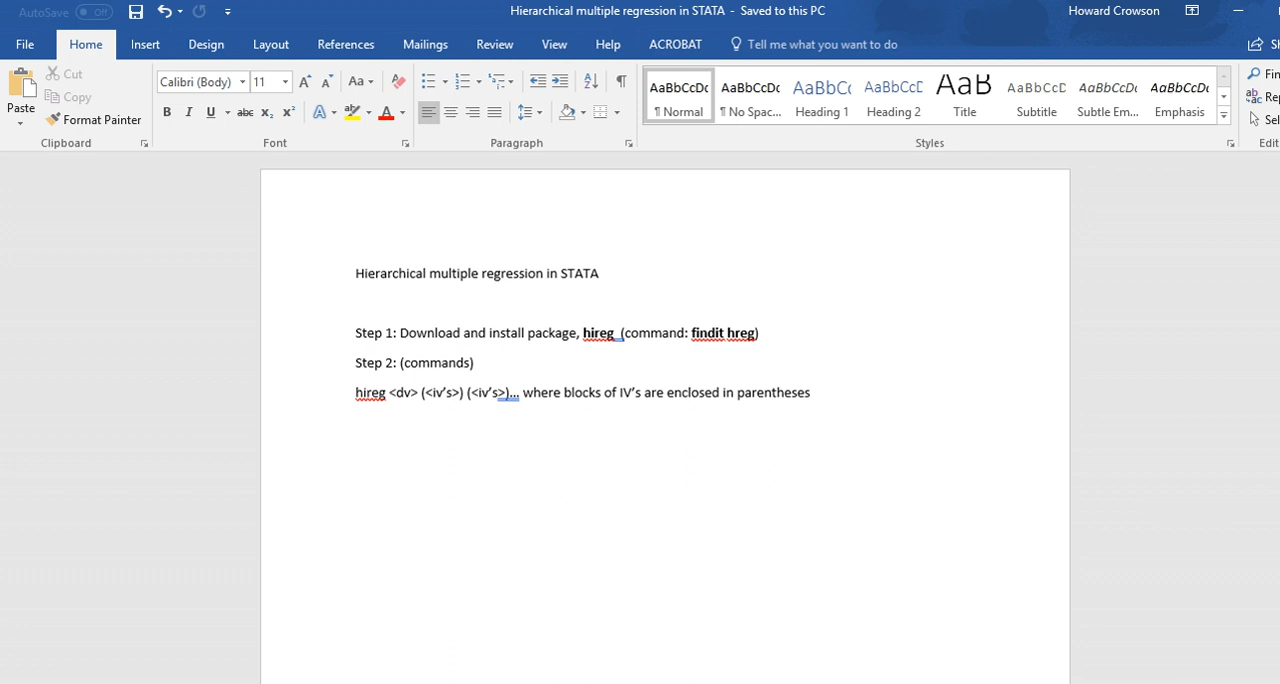 AutoSave Off
Hierarchical multiple regression in STATA - Saved to this PC
Howard Crowson
File Home Insert Design Layout References Mailings Review View Help ACROBAT Tell me what you want to do
Paste
Cut
Copy
Format Painter
Calibri (Body) 11
Aa
B I U abc x₂ x² A A
AaBbCcDc AaBbCcDc AaBbCc AaBbCcD AaB AaBbCcD AaBbCcDc AaBbCcDc
¶ Normal ¶ No Spac... Heading 1 Heading 2 Title Subtitle Subtle Em... Emphasis
Clipboard Font Paragraph Styles
Hierarchical multiple regression in STATA
Step 1: Download and install package, hireg (command: findit hreg)
Step 2: (commands)
hireg <dv> (<iv's>) (<iv's>)... where blocks of IV's are enclosed in parentheses